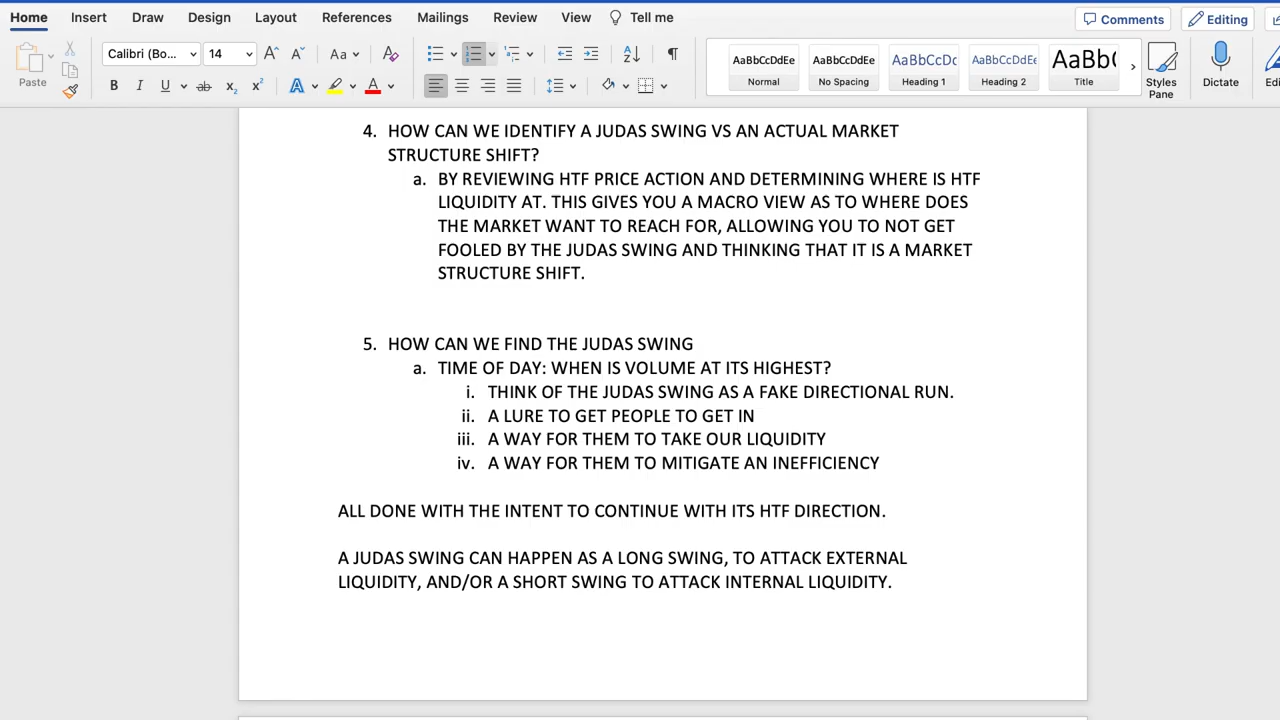 Home Insert Draw Design Layout References Mailings Review View Tell me Comments Editing
Paste Calibri (Bo... 14 A A Aa A ¶ AaBbCcDdEe AaBbCcDdEe AaBbCcDc AaBbCcDdEe AaBb(
Normal No Spacing Heading 1 Heading 2 Title Styles Pane Dictate Edi
B I U ab x₂ x² A A
4. HOW CAN WE IDENTIFY A JUDAS SWING VS AN ACTUAL MARKET
STRUCTURE SHIFT?
a. BY REVIEWING HTF PRICE ACTION AND DETERMINING WHERE IS HTF
LIQUIDITY AT. THIS GIVES YOU A MACRO VIEW AS TO WHERE DOES
THE MARKET WANT TO REACH FOR, ALLOWING YOU TO NOT GET
FOOLED BY THE JUDAS SWING AND THINKING THAT IT IS A MARKET
STRUCTURE SHIFT.
5. HOW CAN WE FIND THE JUDAS SWING
a. TIME OF DAY: WHEN IS VOLUME AT ITS HIGHEST?
i. THINK OF THE JUDAS SWING AS A FAKE DIRECTIONAL RUN.
ii. A LURE TO GET PEOPLE TO GET IN
iii. A WAY FOR THEM TO TAKE OUR LIQUIDITY
iv. A WAY FOR THEM TO MITIGATE AN INEFFICIENCY
ALL DONE WITH THE INTENT TO CONTINUE WITH ITS HTF DIRECTION.
A JUDAS SWING CAN HAPPEN AS A LONG SWING, TO ATTACK EXTERNAL
LIQUIDITY, AND/OR A SHORT SWING TO ATTACK INTERNAL LIQUIDITY.